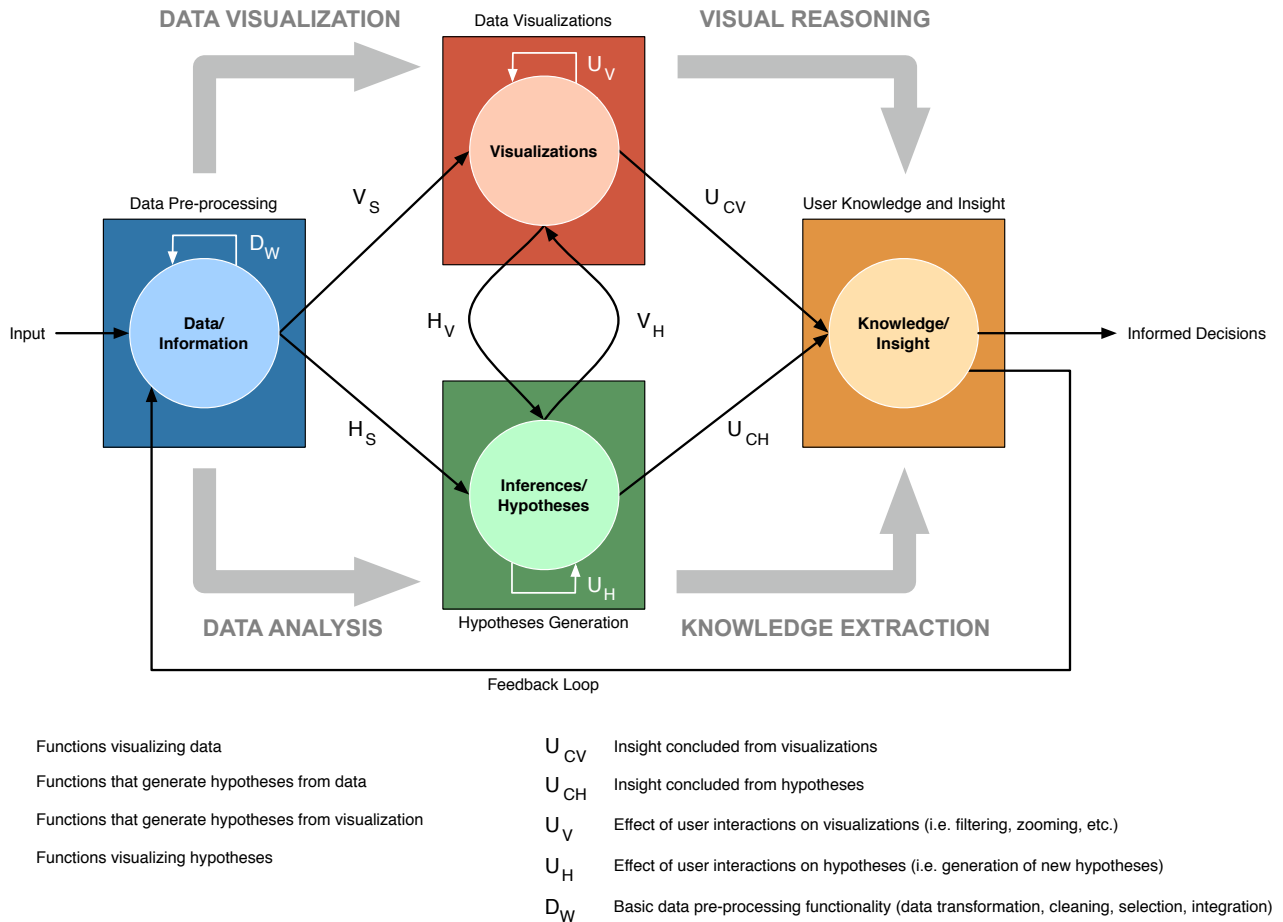 DATA VISUALIZATION
Data Visualizations
VISUAL REASONING
U V
Visualizations
Data Pre-processing
V S
U CV
User Knowledge and Insight
D W
Input
Data/
Information
H V
V H
Knowledge/
Insight
Informed Decisions
H S
U CH
Inferences/
Hypotheses
U H
DATA ANALYSIS
Hypotheses Generation
KNOWLEDGE EXTRACTION
Feedback Loop
Functions visualizing data
Functions that generate hypotheses from data
Functions that generate hypotheses from visualization
Functions visualizing hypotheses
U CV Insight concluded from visualizations
U CH Insight concluded from hypotheses
U V Effect of user interactions on visualizations (i.e. filtering, zooming, etc.)
U H Effect of user interactions on hypotheses (i.e. generation of new hypotheses)
D W Basic data pre-processing functionality (data transformation, cleaning, selection, integration)